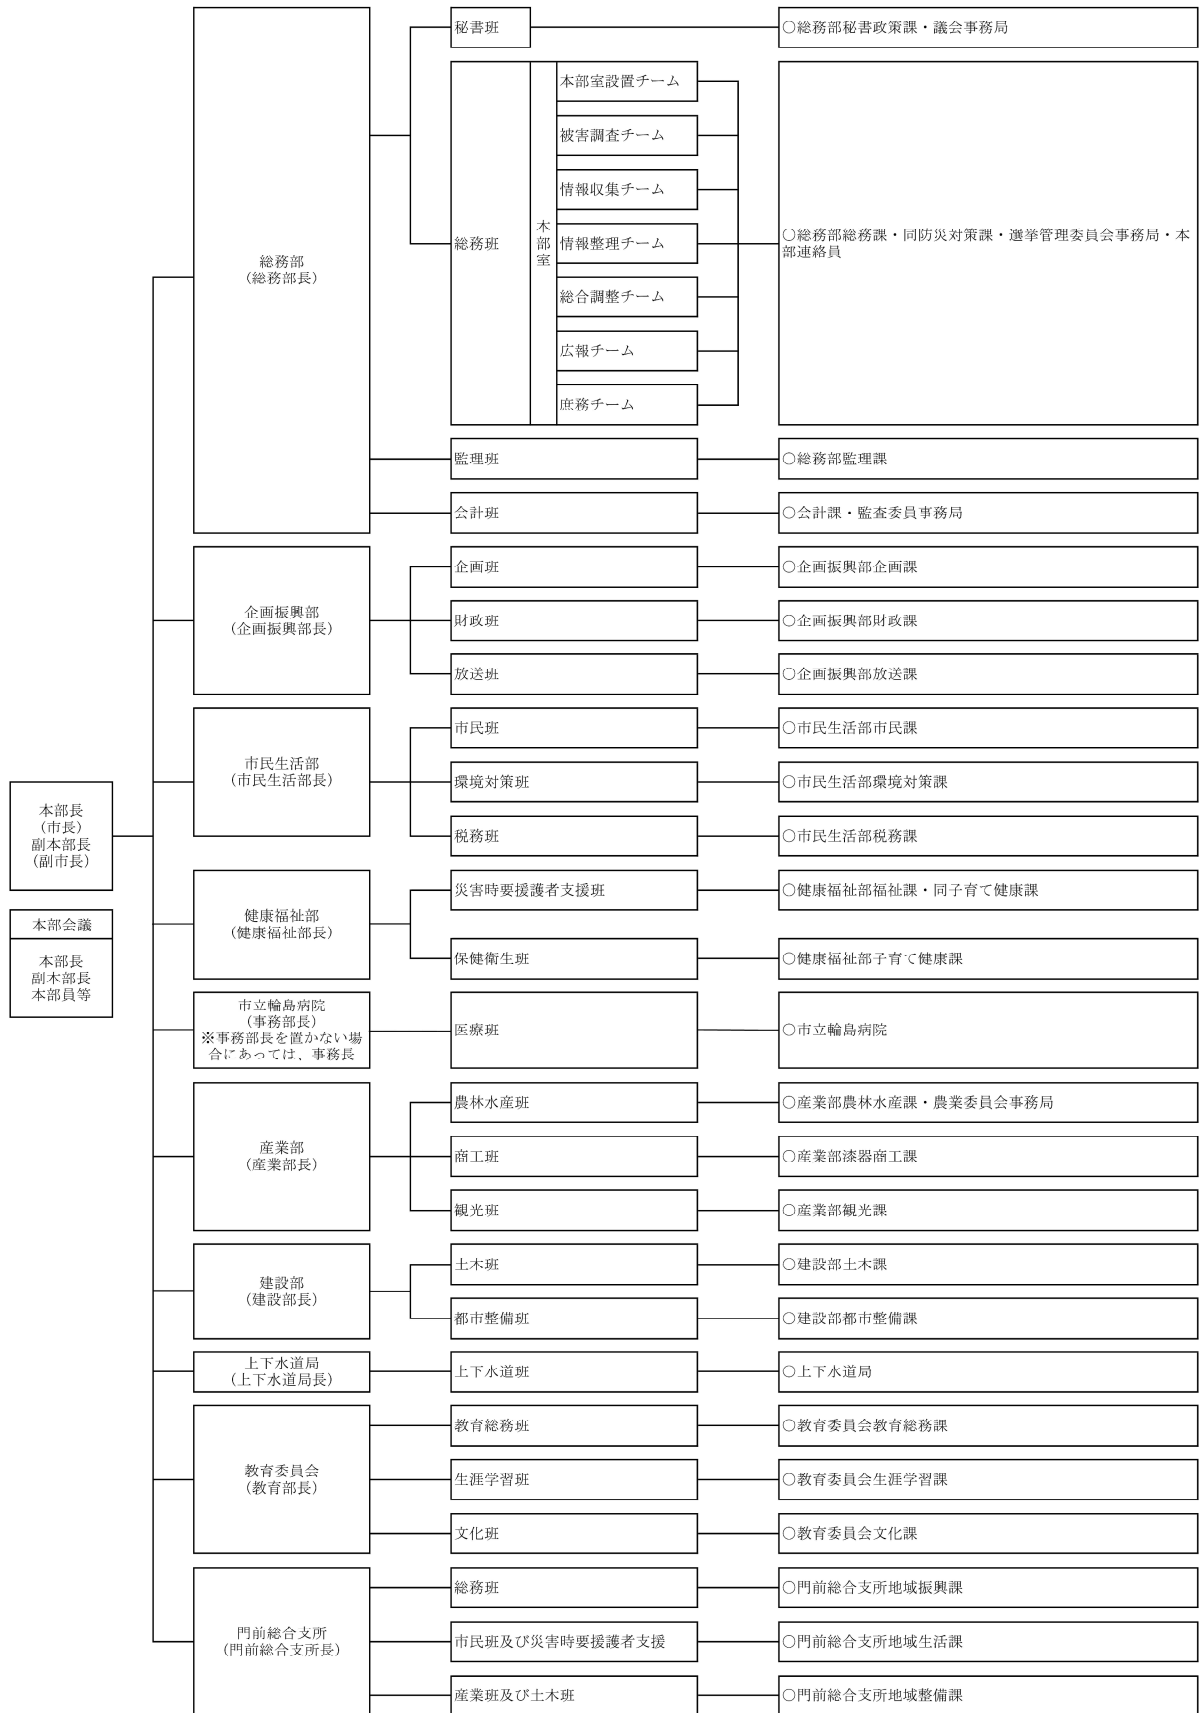 本部長
（市長）
副本部長
（副市長）
本部会議
本部長
副本部長
本部員等
総務部
（総務部長）
秘書班
○総務部秘書政策課・議会事務局
総務班
本部室
本部室設置チーム
被害調査チーム
情報収集チーム
情報整理チーム
総合調整チーム
広報チーム
庶務チーム
○総務部総務課・同防災対策課・選挙管理委員会事務局・本
部連絡員
監理班
○総務部監理課
会計班
○会計課・監査委員事務局
企画振興部
（企画振興部長）
企画班
○企画振興部企画課
財政班
○企画振興部財政課
放送班
○企画振興部放送課
市民生活部
（市民生活部長）
市民班
○市民生活部市民課
環境対策班
○市民生活部環境対策課
税務班
○市民生活部税務課
健康福祉部
（健康福祉部長）
災害時要援護者支援班
○健康福祉部福祉課・同子育て健康課
保健衛生班
○健康福祉部子育て健康課
市立輪島病院
（事務部長）
※事務部長を置かない場
合にあっては、事務長
医療班
○市立輪島病院
産業部
（産業部長）
農林水産班
○産業部農林水産課・農業委員会事務局
商工班
○産業部漆器商工課
観光班
○産業部観光課
建設部
（建設部長）
土木班
○建設部土木課
都市整備班
○建設部都市整備課
上下水道局
（上下水道局長）
上下水道班
○上下水道局
教育委員会
（教育部長）
教育総務班
○教育委員会教育総務課
生涯学習班
○教育委員会生涯学習課
文化班
○教育委員会文化課
門前総合支所
（門前総合支所長）
総務班
○門前総合支所地域振興課
市民班及び災害時要援護者支援
○門前総合支所地域生活課
産業班及び土木班
○門前総合支所地域整備課